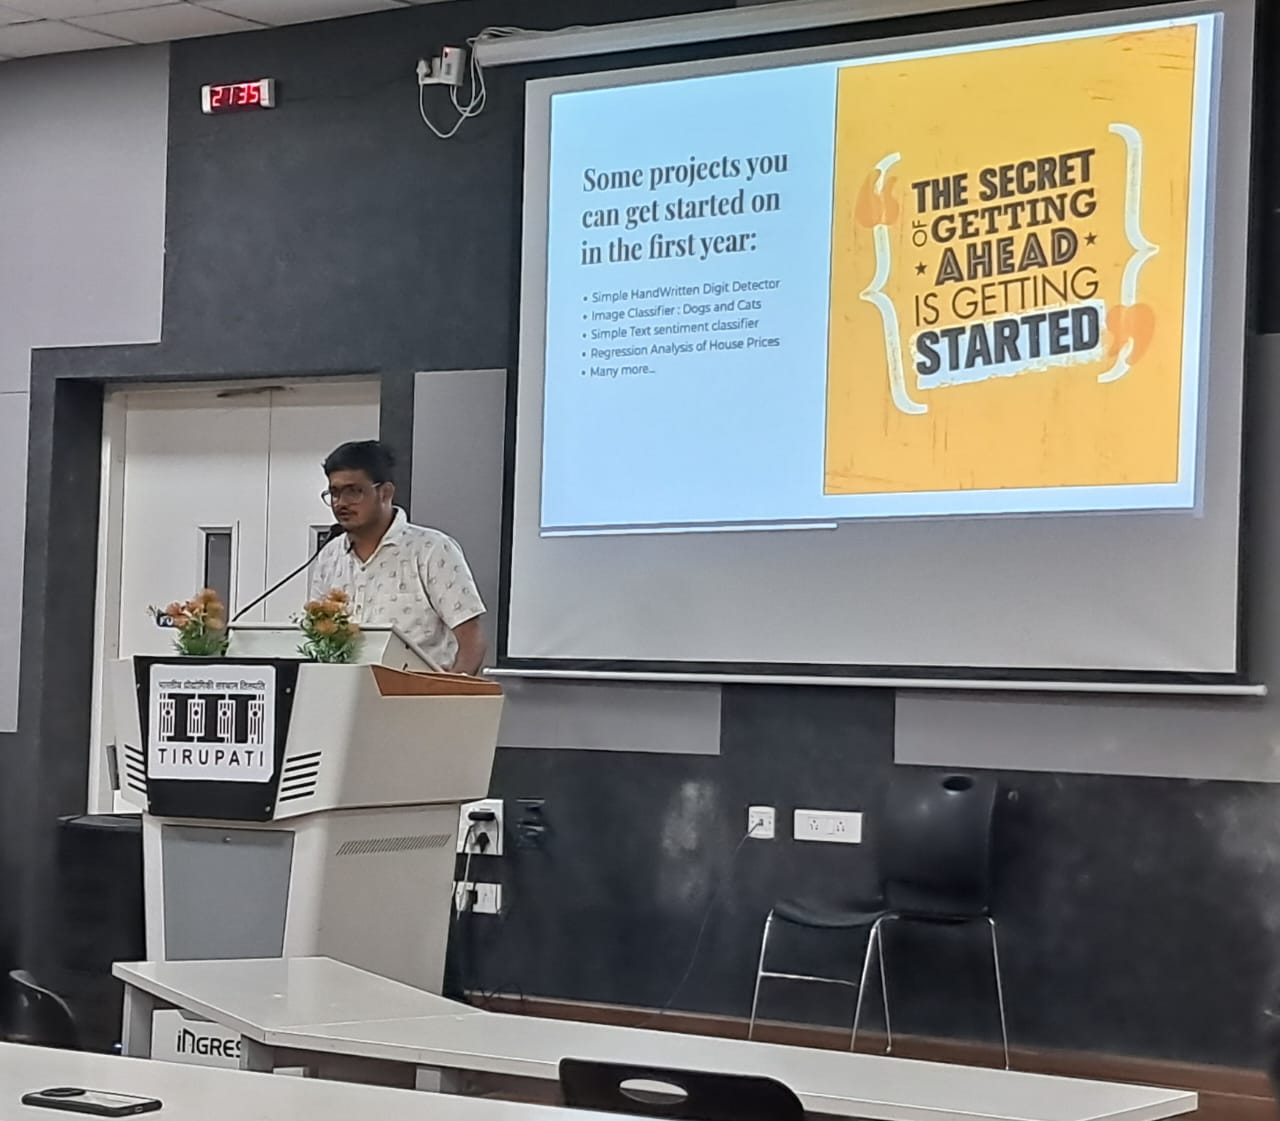 21:35
Some projects you
can get started on
in the first year:
• Simple HandWritten Digit Detector
• Image Classifier : Dogs and Cats
• Simple Text sentiment classifier
• Regression Analysis of House Prices
• Many more...
THE SECRET
OF GETTING
AHEAD
IS GETTING
STARTED
भारतीय प्रौद्योगिकी संस्थान तिरुपति
TIRUPATI
iNGRES